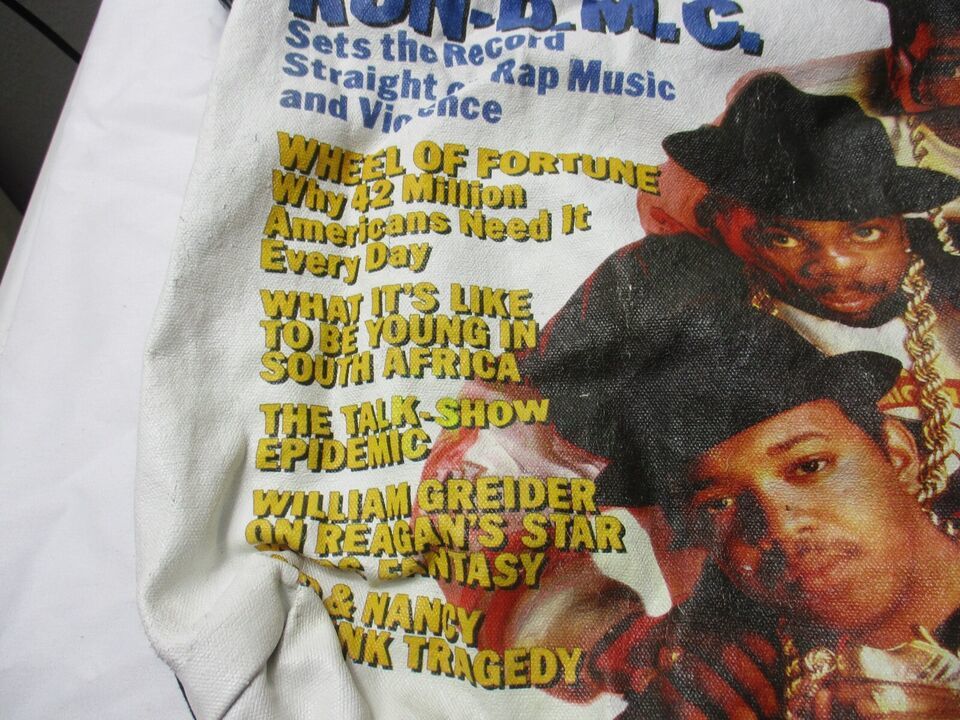 RUN-D.M.C.
Sets the Record
Straight Rap Music
and Violence
WHEEL OF FORTUNE
Why 42 Million
Americans Need It
Every Day
WHAT IT'S LIKE
TO BE YOUNG IN
SOUTH AFRICA
THE TALK-SHOW
EPIDEMIC
WILLIAM GREIDER
ON REAGAN'S STAR
FANTASY
& NANCY
TRAGEDY